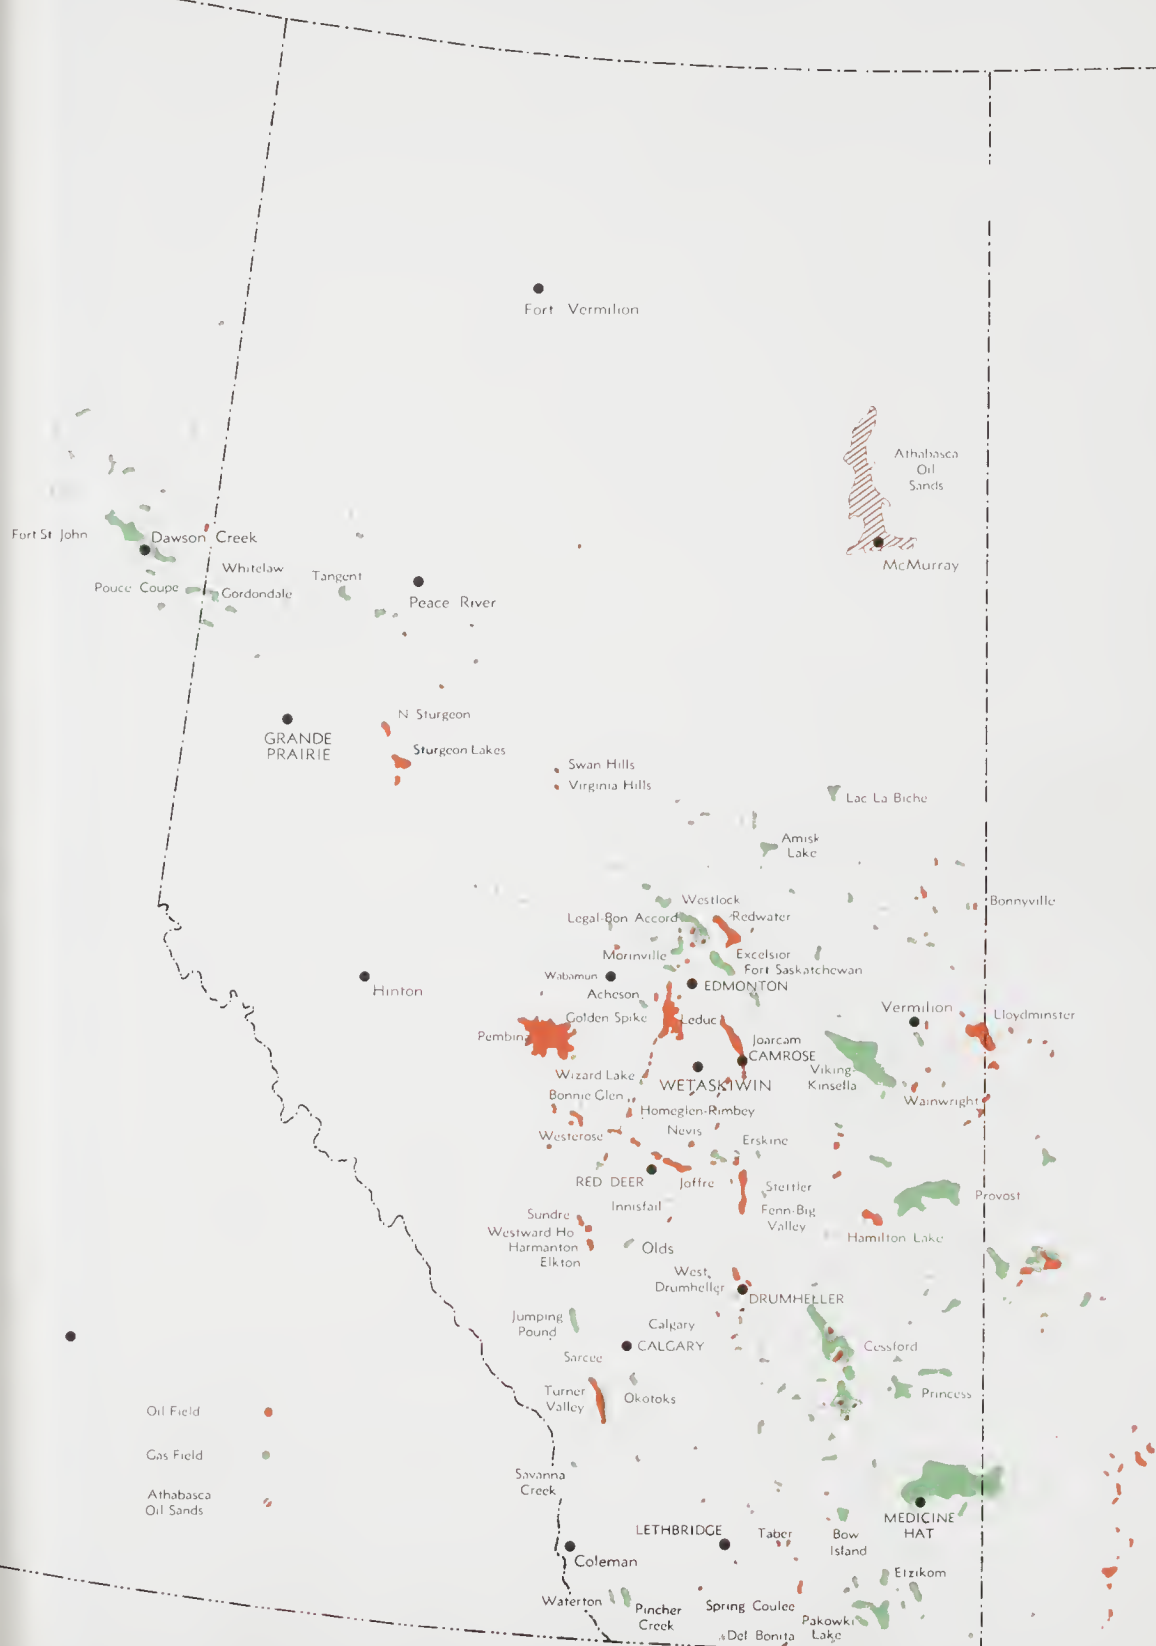 Fort Vermilion
Athabasca
Oil
Sands
McMurray
Fort St John
Dawson Creek
Whitelaw
Tangent
Pouce Coupe
Gordondale
Peace River
N Sturgeon
GRANDE
PRAIRIE
Sturgeon Lakes
Swan Hills
Virginia Hills
Lac La Biche
Amisk
Lake
Westlock
Bonnyville
Legal-Bon Accord
Redwater
Morinville
Excelsior
Fort Saskatchewan
Wabamun
Hinton
EDMONTON
Acheson
Vermilion
Golden Spike
Leduc
Lloydminster
Pembina
Joarcam
CAMROSE
Viking-
Kinsella
Wizard Lake
WETASKIWIN
Bonnie Glen
Wainwright
Homeglen-Rimbey
Westerose
Nevis
Erskine
RED DEER
Joffre
Stettler
Provost
Innisfail
Fenn-Big
Valley
Sundre
Westward Ho
Harmanton
Elkton
Olds
Hamilton Lake
West
Drumheller
DRUMHELLER
Jumping
Pound
Calgary
CALGARY
Sarcee
Cessford
Turner
Valley
Okotoks
Princess
Oil Field
Gas Field
Athabasca
Oil Sands
Savanna
Creek
MEDICINE
HAT
LETHBRIDGE
Taber
Bow
Island
Coleman
Etzikom
Waterton
Pincher
Creek
Spring Coulee
Pakowki
Lake
Del Bonita